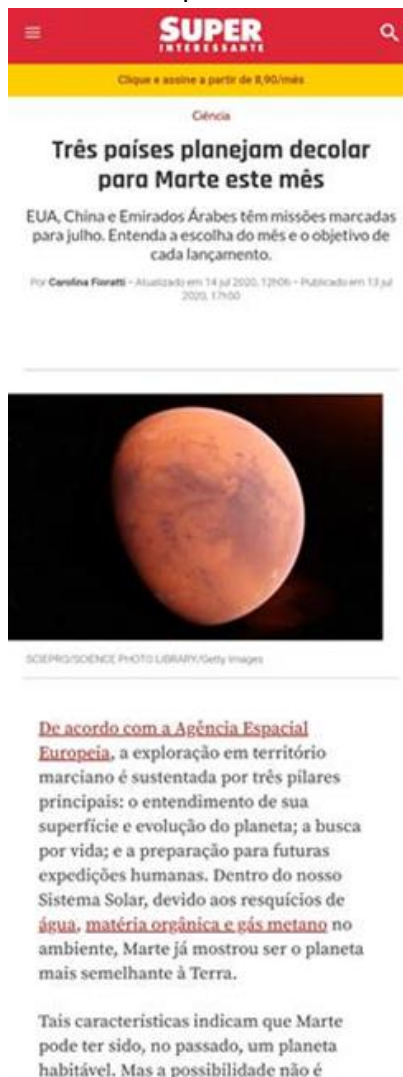 SUPER
INTERESSANTE
Clique e assine a partir de 8,90/mês
Ciência
Três países planejam decolar
para Marte este mês
EUA, China e Emirados Árabes têm missões marcadas
para julho. Entenda a escolha do mês e o objetivo de
cada lançamento.
Por Carolina Fioratti - Atualizado em 14 jul 2020, 12h06 - Publicado em 13 jul
2020, 17h00
SCIEPRO/SCIENCE PHOTO LIBRARY/Getty Images
De acordo com a Agência Espacial
Europeia, a exploração em território
marciano é sustentada por três pilares
principais: o entendimento de sua
superfície e evolução do planeta; a busca
por vida; e a preparação para futuras
expedições humanas. Dentro do nosso
Sistema Solar, devido aos resquícios de
água, matéria orgânica e gás metano no
ambiente, Marte já mostrou ser o planeta
mais semelhante à Terra.
Tais características indicam que Marte
pode ter sido, no passado, um planeta
habitável. Mas a possibilidade não é